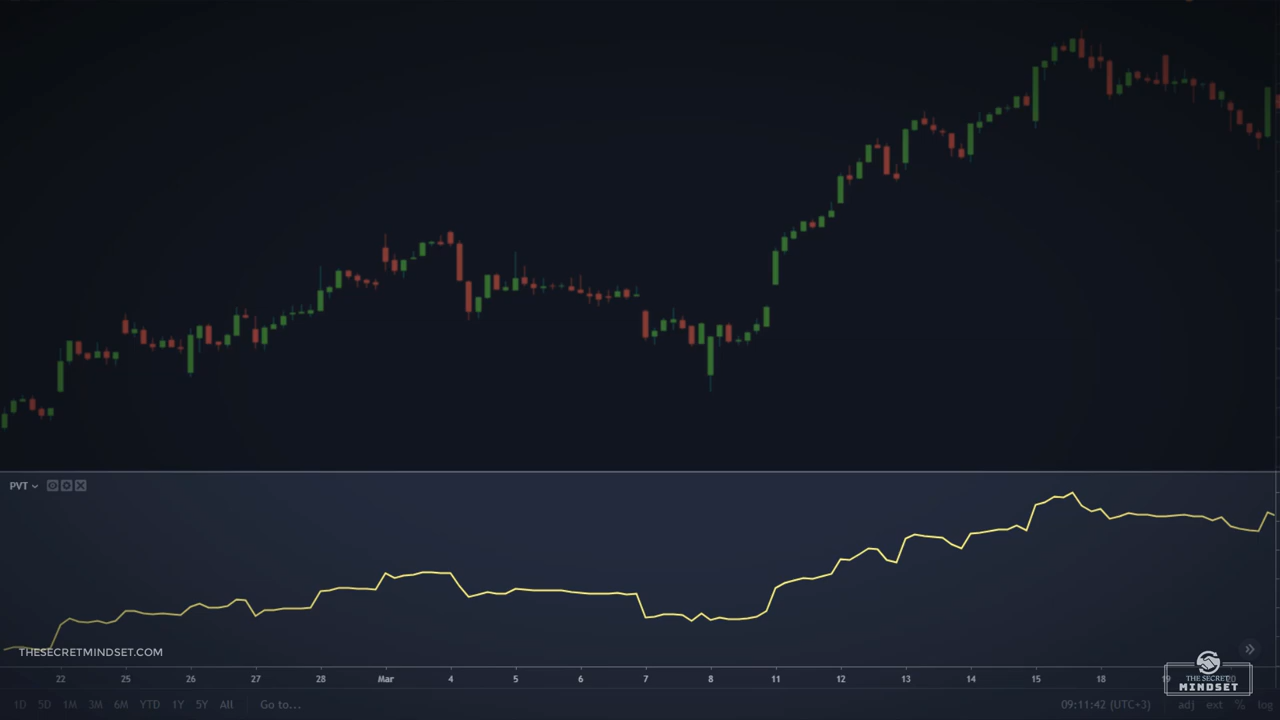 PVT
THESECRETMINDSET.COM
22 25 26 27 28 Mar 4 5 6 7 8 11 12 13 14 15 18 19 20
THE SECRET
MINDSET
1D 5D 1M 3M 6M YTD 1Y 5Y All Go to... 09:11:42 (UTC+3) adj ext % log